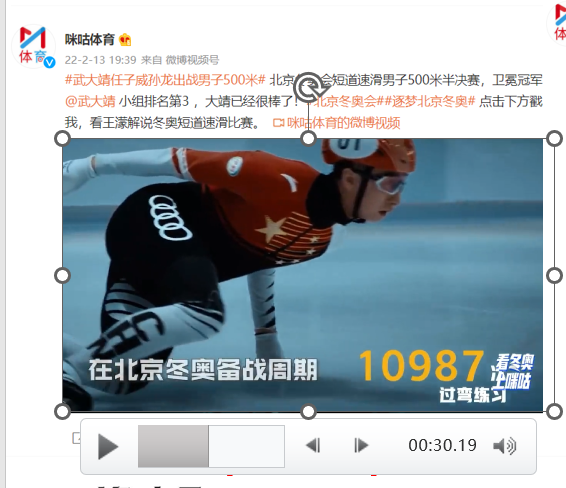 咪咕体育
22-2-13 19:39 来自 微博视频号
#武大靖任子威孙龙出战男子500米# 北京冬奥会短道速滑男子500米半决赛，卫冕冠军
@武大靖 小组排名第3，大靖已经很棒了！#北京冬奥会##逐梦北京冬奥# 点击下方戳
我，看王濛解说冬奥短道速滑比赛。 咪咕体育的微博视频
体育
在北京冬奥备战周期
10987
看冬奥
上咪咕
过弯练习
00:30.19